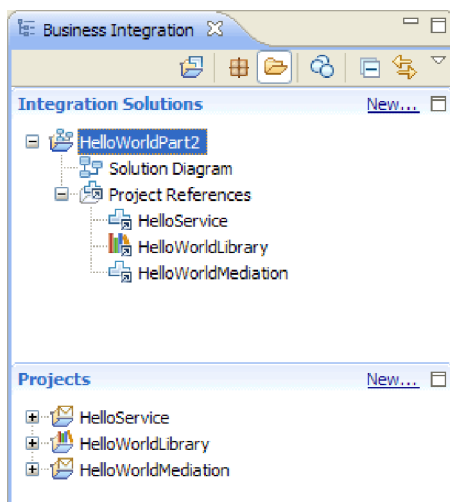 Business Integration
Integration Solutions New...
HelloWorldPart2
Solution Diagram
Project References
HelloService
HelloWorldLibrary
HelloWorldMediation
Projects New...
HelloService
HelloWorldLibrary
HelloWorldMediation